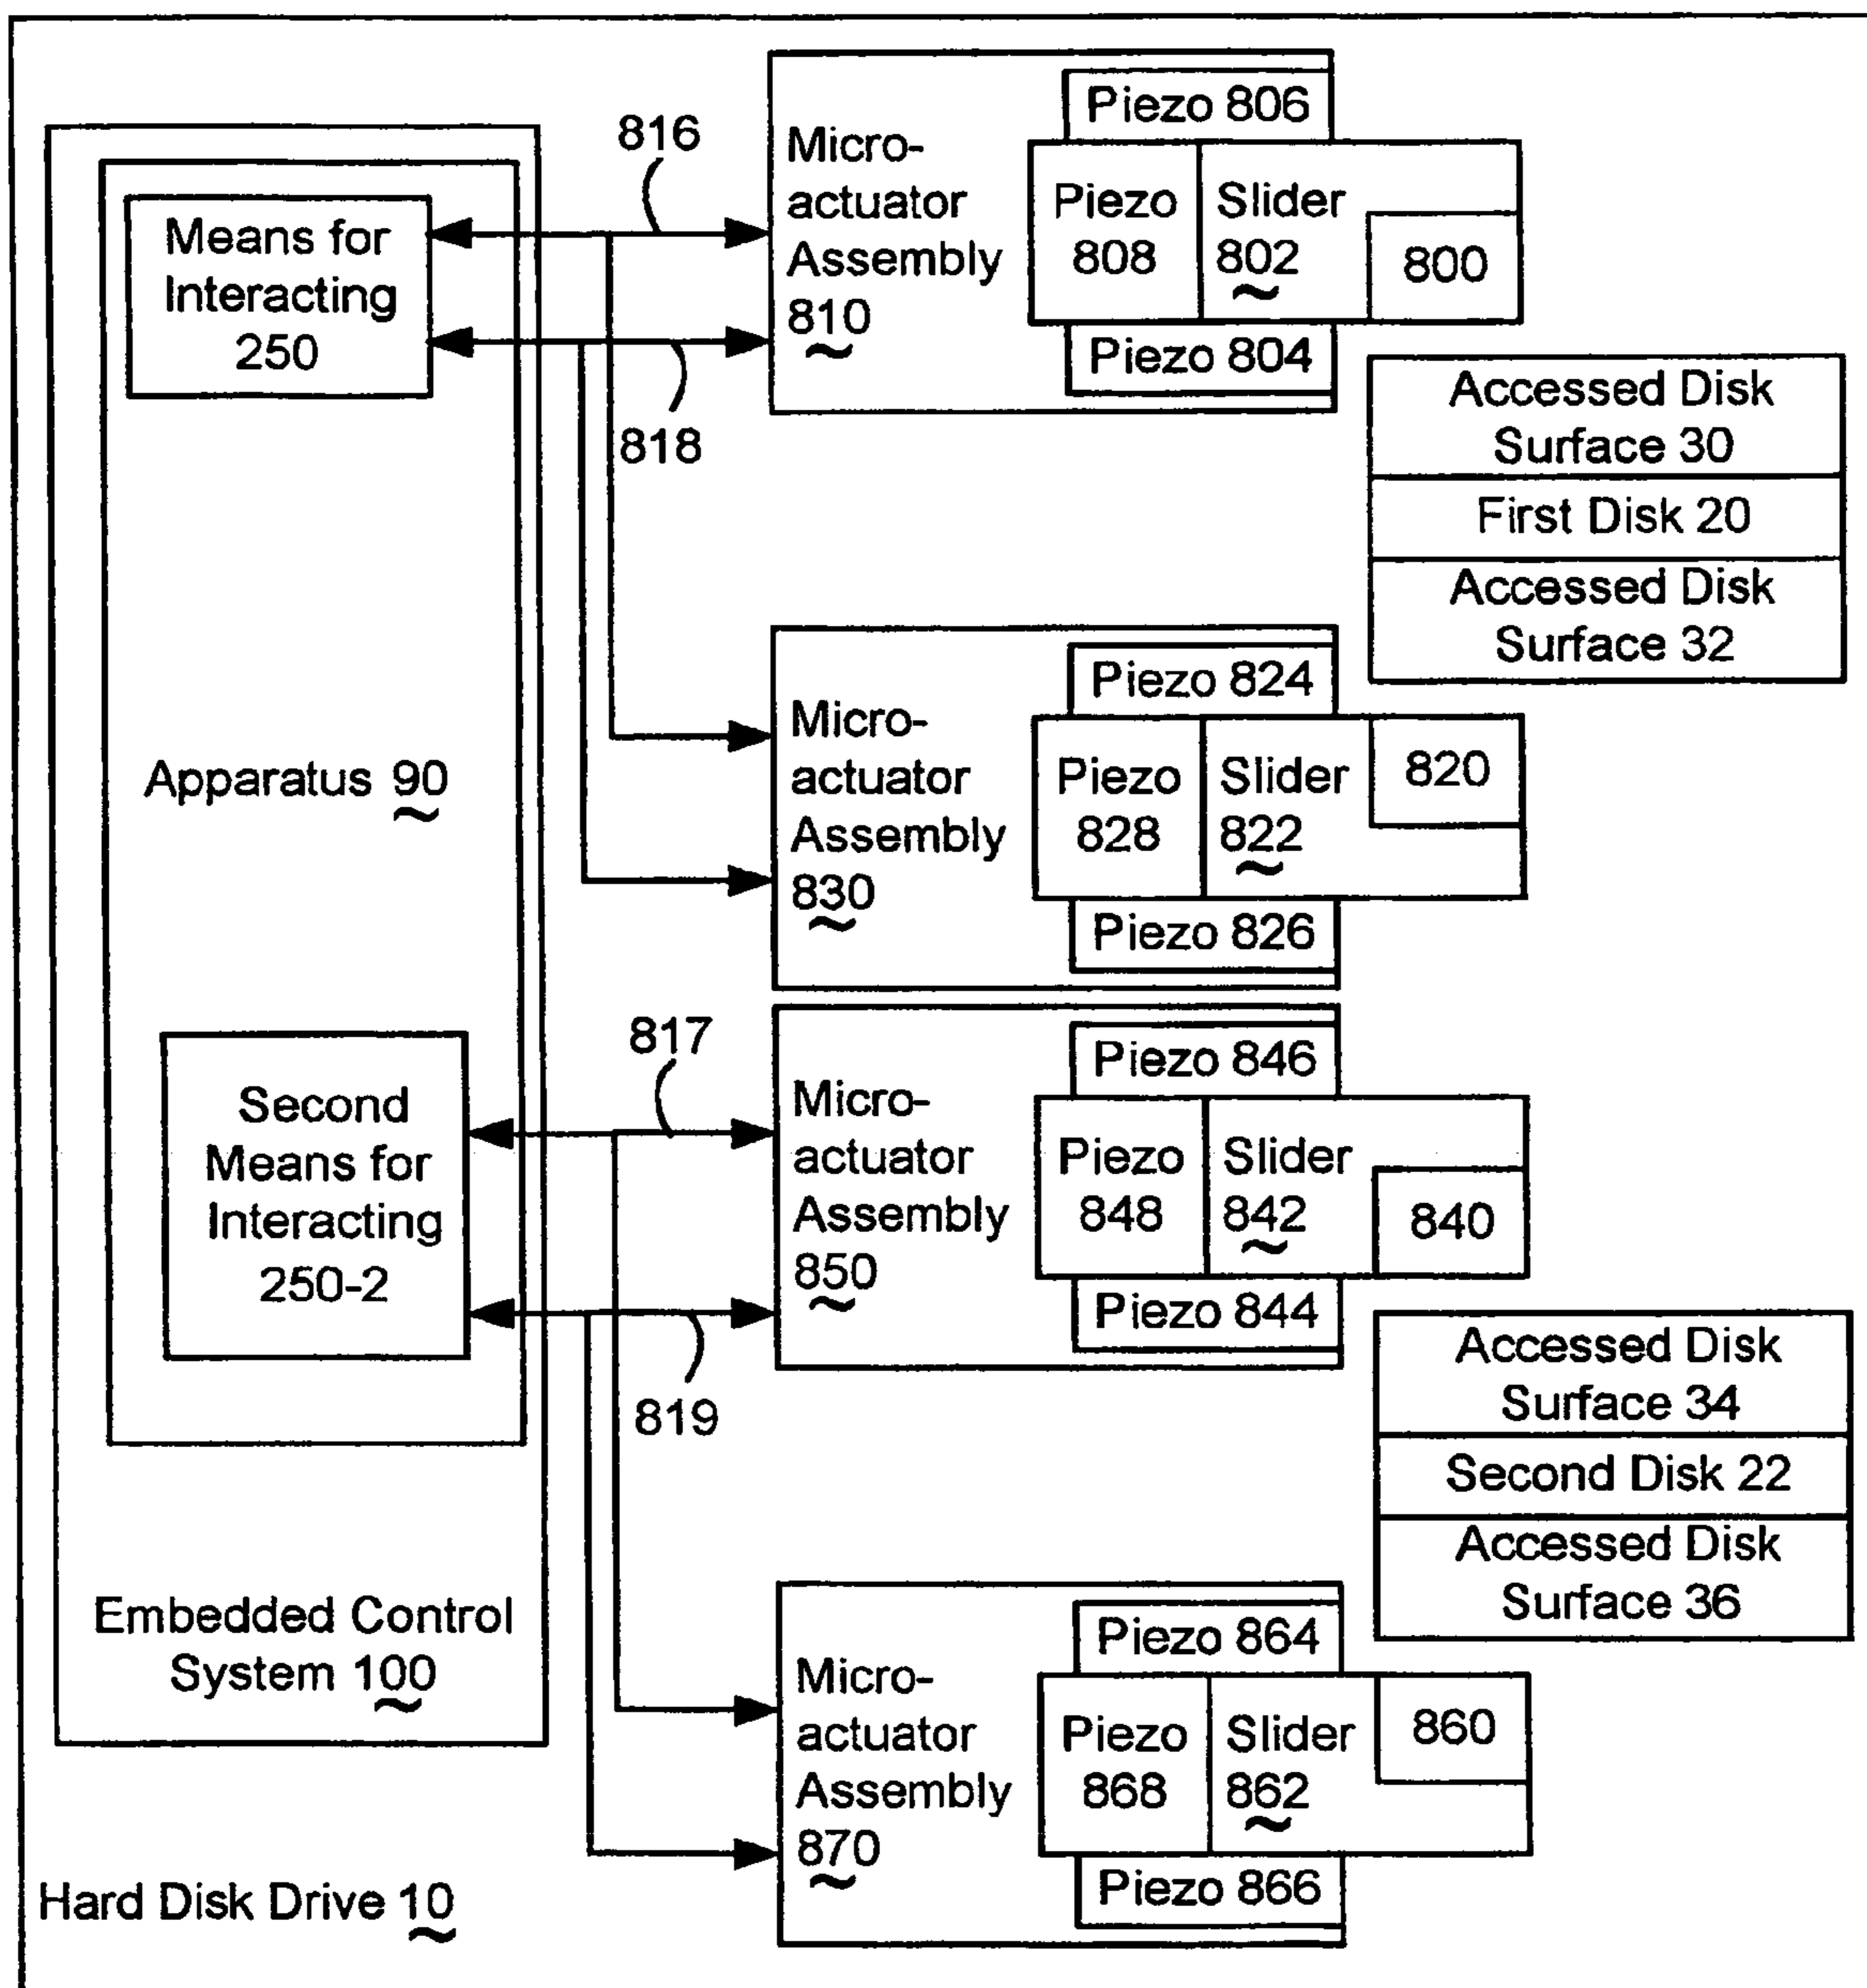 Piezo 806
816
Micro-
actuator
Assembly
810
Piezo
808
Slider
802
800
Means for
Interacting
250
Piezo 804
818
Accessed Disk
Surface 30
First Disk 20
Accessed Disk
Surface 32
Piezo 824
Micro-
actuator
Assembly
830
Piezo
828
Slider
822
820
Apparatus 90
Piezo 826
817
Piezo 846
Second
Means for
Interacting
250-2
Micro-
actuator
Assembly
850
Piezo
848
Slider
842
840
Piezo 844
819
Accessed Disk
Surface 34
Second Disk 22
Accessed Disk
Surface 36
Embedded Control
System 100
Piezo 864
Micro-
actuator
Assembly
870
Piezo
868
Slider
862
860
Piezo 866
Hard Disk Drive 10